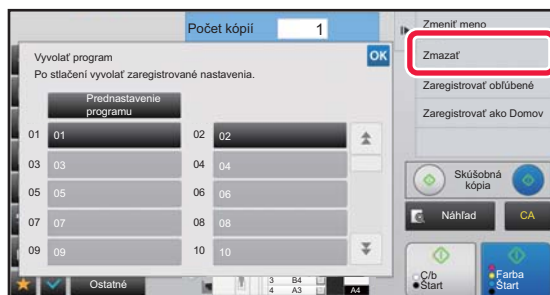 Počet kópií 1
Zmeniť meno
Vyvolať program
OK
Zmazať
Po stlačení vyvolať zaregistrované nastavenia.
Zaregistrovať obľúbené
Prednastavenie
programu
Zaregistrovať ako Domov
01 01 02 02
03 03 04 04
05 05 06 06
07 07 08 08
09 09 10 10
Skúšobná
kópia
Náhľad CA
Ostatné
3 B4
4 A3 A4
Č/b
Štart
Farba
Štart